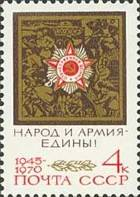 НАРОД И АРМИЯ-
ЕДИНЫ!
1945-
1970
4к
ПОЧТА СССР